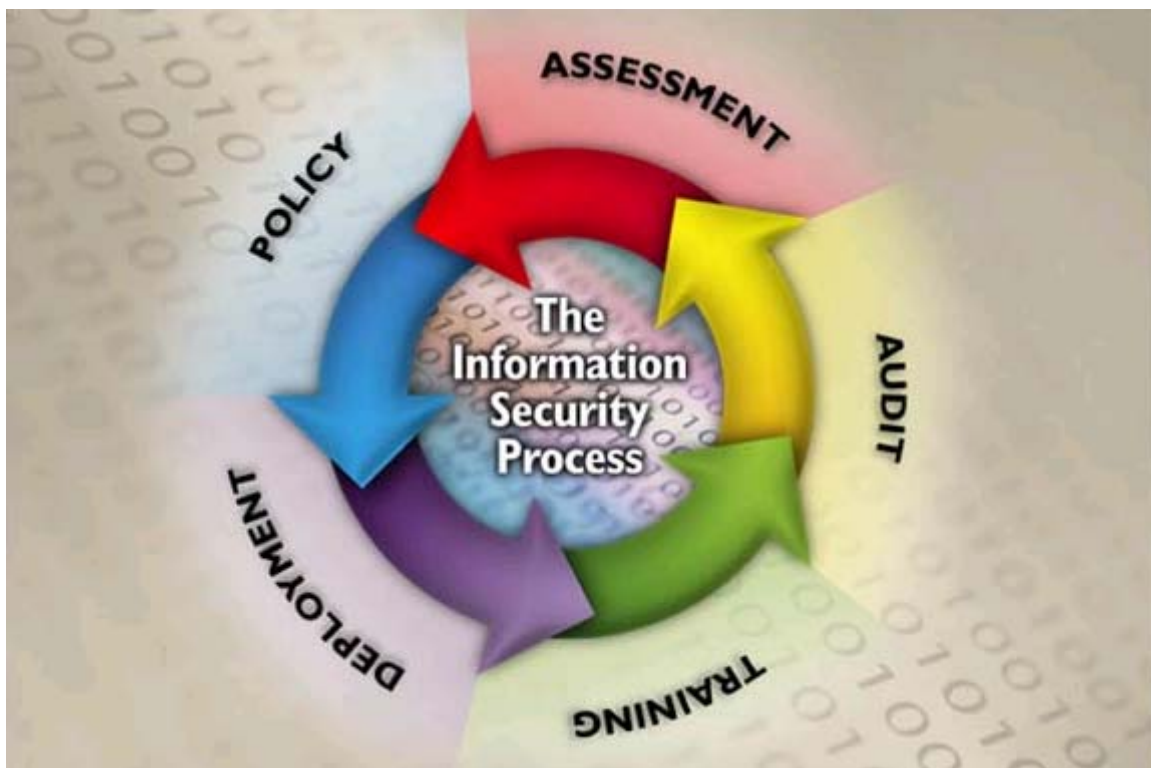 ASSESSMENT
POLICY
The
Information
Security
Process
AUDIT
DEPLOYMENT
TRAINING